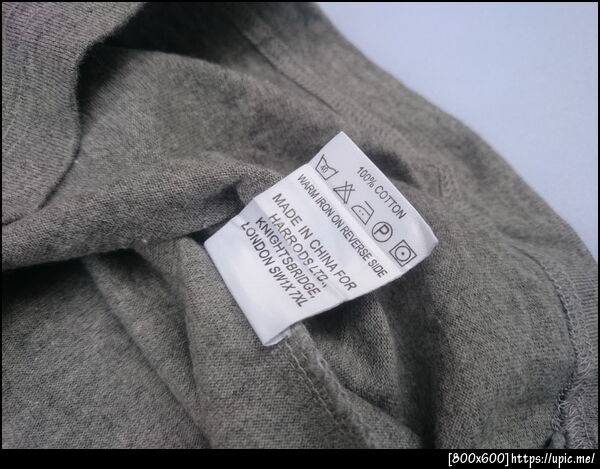 100% COTTON
40 P
WARM IRON ON REVERSE SIDE
MADE IN CHINA FOR
HARRODS LTD.,
KNIGHTSBRIDGE,
LONDON SW1X 7XL
[800x600]https://upic.me/